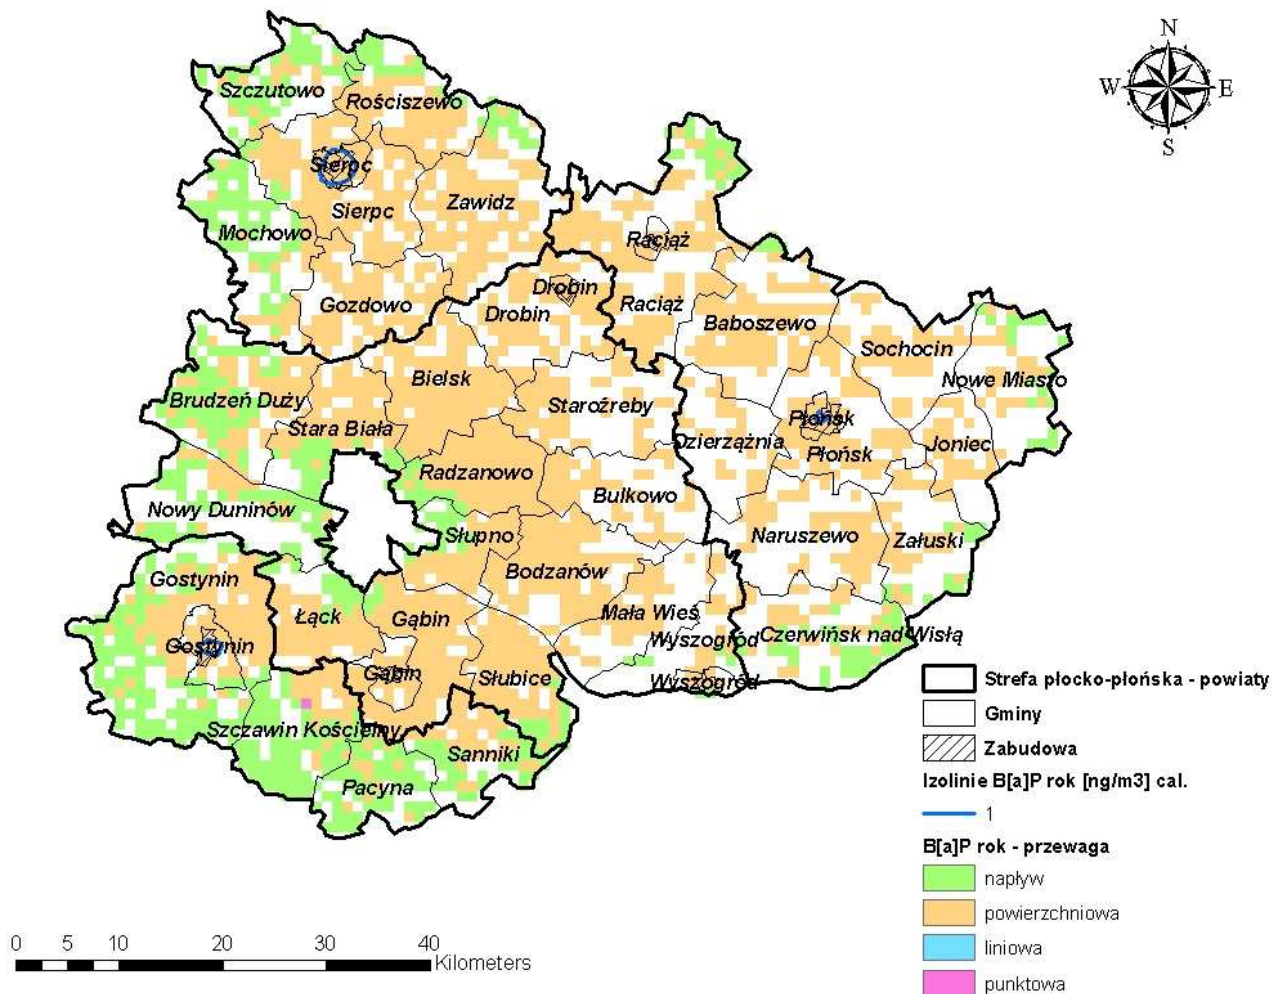 N
W E
S
Szczutowo
Rościszewo
Sierpc
Sierpc
Zawidz
Mochowo
Raciąż
Gozdowo
Drobin
Drobin
Raciąż
Baboszewo
Sochocin
Nowe Miasto
Bielsk
Brudzeń Duży
Staroźreby
Stara Biała
Płońsk
Dzierzążnia
Joniec
Płońsk
Radzanowo
Bulkowo
Nowy Duninów
Słupno
Naruszewo
Załuski
Gostynin
Bodzanów
Łąck
Gąbin
Mała Wieś
Gostynin
Wyszogród
Czerwińsk nad Wisłą
Gąbin
Słubice
Wyszogród
Szczawin Kościelny
Sanniki
Pacyna
Strefa płocko-płońska - powiaty
Gminy
Zabudowa
Izolinie B[a]P rok [ng/m3] cal.
1
B[a]P rok - przewaga
napływ
powierzchniowa
liniowa
punktowa
0 5 10 20 30 40
Kilometers